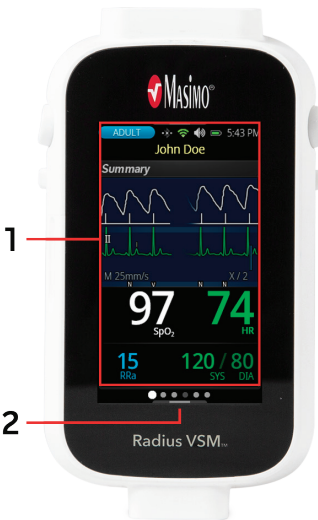 MASIMO®
ADULT 5:43 PM
John Doe
Summary
1
II
M 25mm/s X / 2
N V N N
97 74
SpO₂ HR
15 120 / 80
RRa SYS DIA
2
Radius VSM™